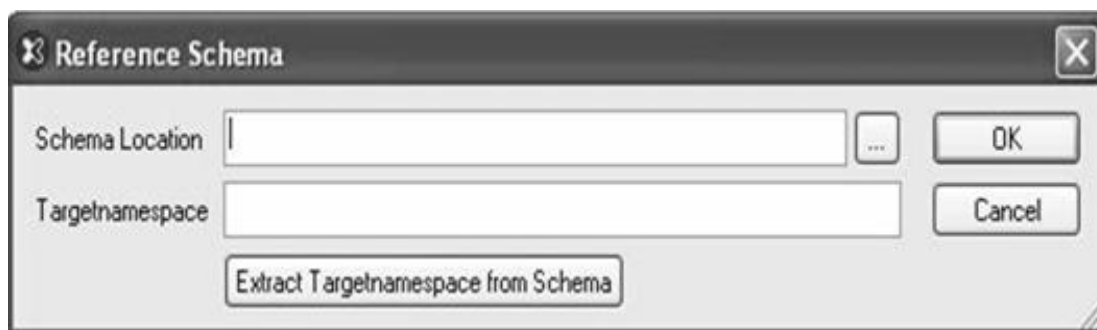 Reference Schema
Schema Location ... OK
Targetnamespace Cancel
Extract Targetnamespace from Schema